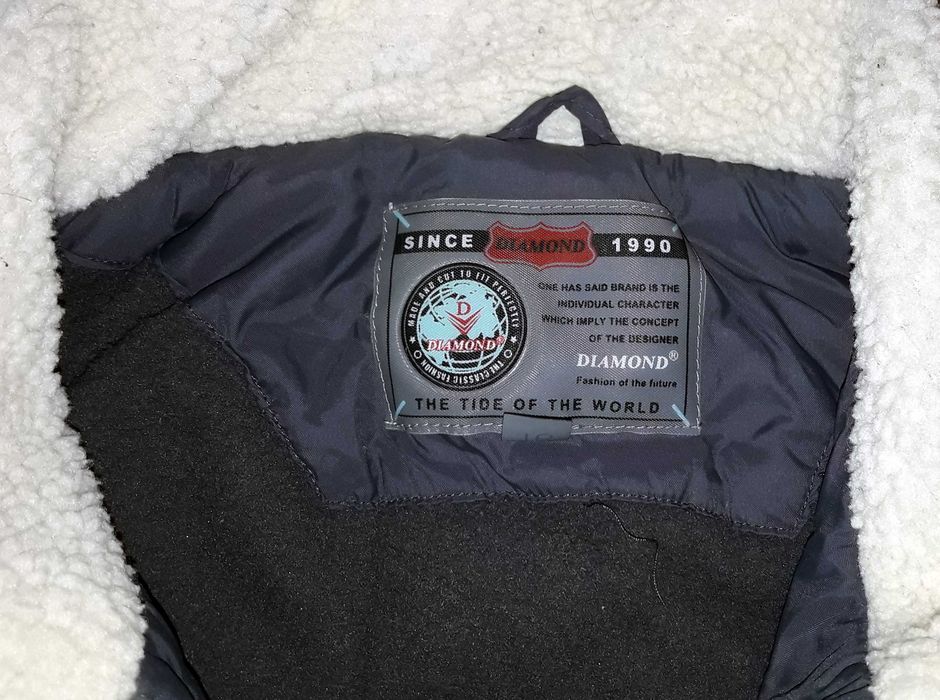 SINCE DIAMOND 1990
MADE AND CUT TO FIT PERFECTLY
D
DIAMOND®
THE CLASSIC FASHION
ONE HAS SAID BRAND IS THE
INDIVIDUAL CHARACTER
WHICH IMPLY THE CONCEPT
OF THE DESIGNER
DIAMOND®
Fashion of the future
THE TIDE OF THE WORLD